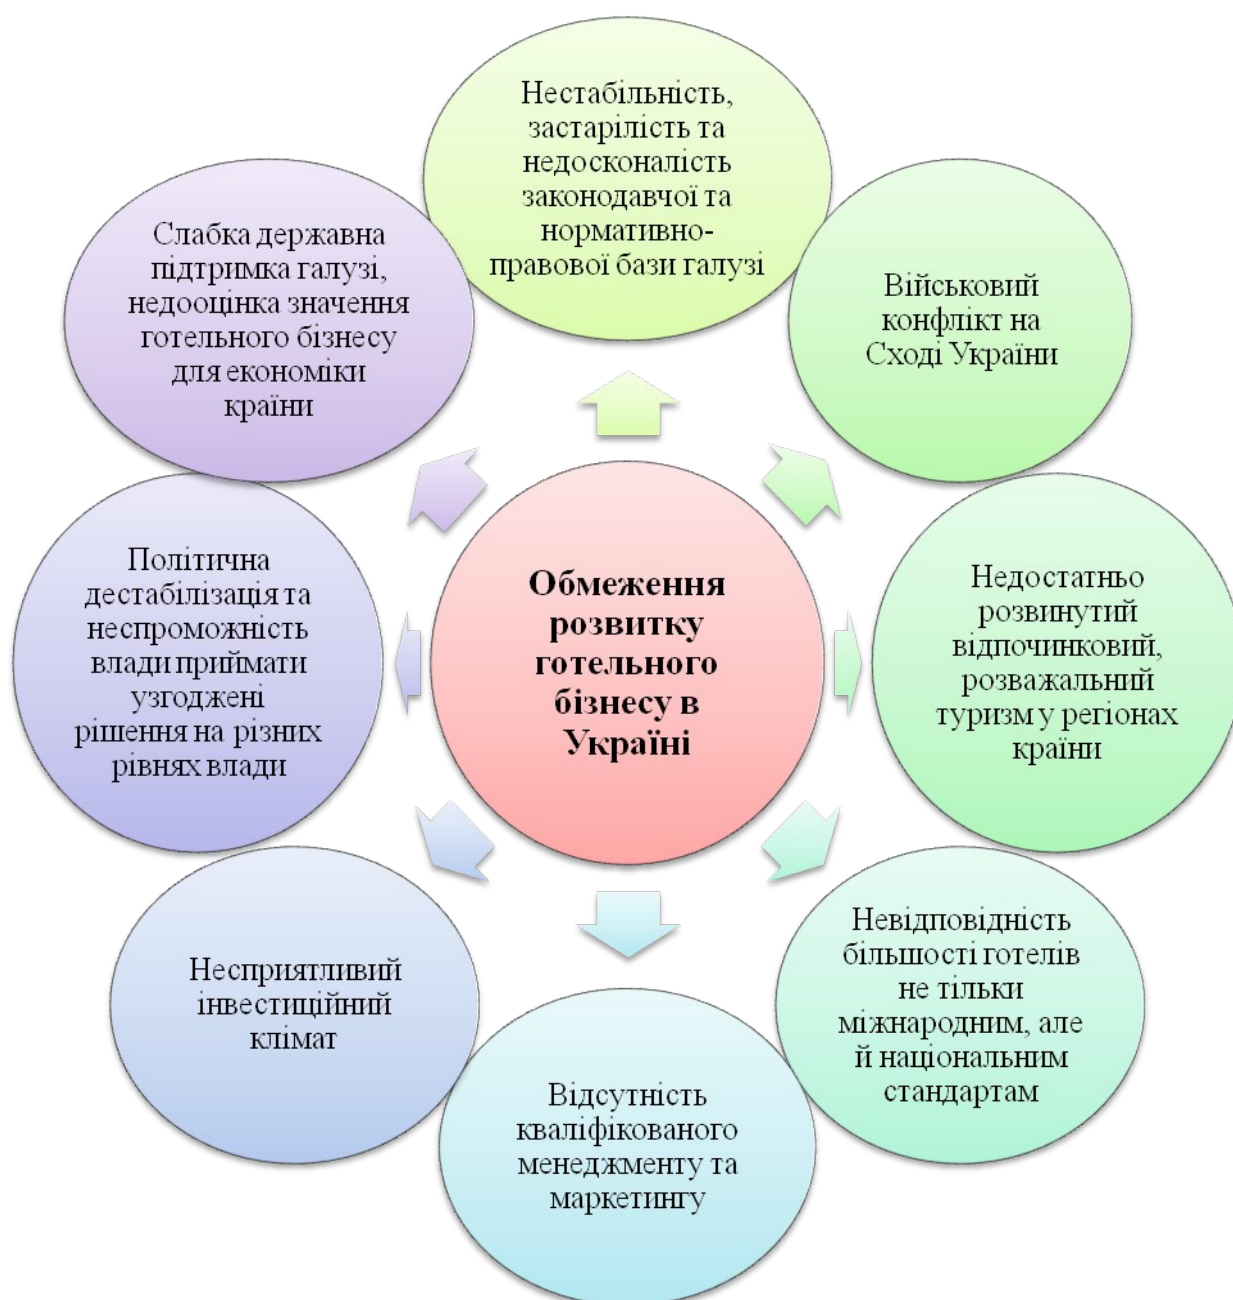 Нестабільність,
застарілість та
недосконалість
законодавчої та
нормативно-
правової бази галузі
Військовий
конфлікт на
Сході України
Недостатньо
розвинутий
відпочинковий,
розважальний
туризм у регіонах
країни
Невідповідність
більшості готелів
не тільки
міжнародним, але
й національним
стандартам
Відсутність
кваліфікованого
менеджменту та
маркетингу
Несприятливий
інвестиційний
клімат
Політична
дестабілізація та
неспроможність
влади приймати
узгоджені
рішення на різних
рівнях влади
Слабка державна
підтримка галузі,
недооцінка значення
готельного бізнесу
для економіки
країни
Обмеження
розвитку
готельного
бізнесу в
Україні